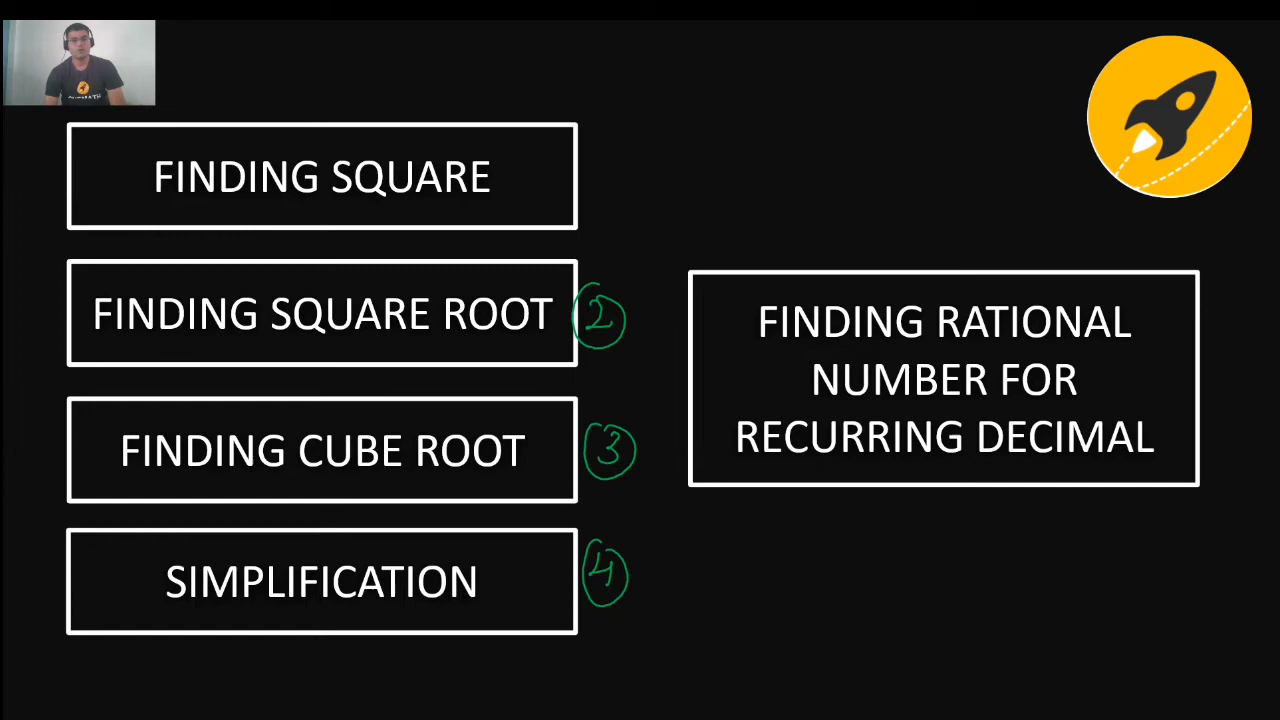 FINDING SQUARE
FINDING SQUARE ROOT 2
FINDING CUBE ROOT 3
SIMPLIFICATION 4
FINDING RATIONAL
NUMBER FOR
RECURRING DECIMAL